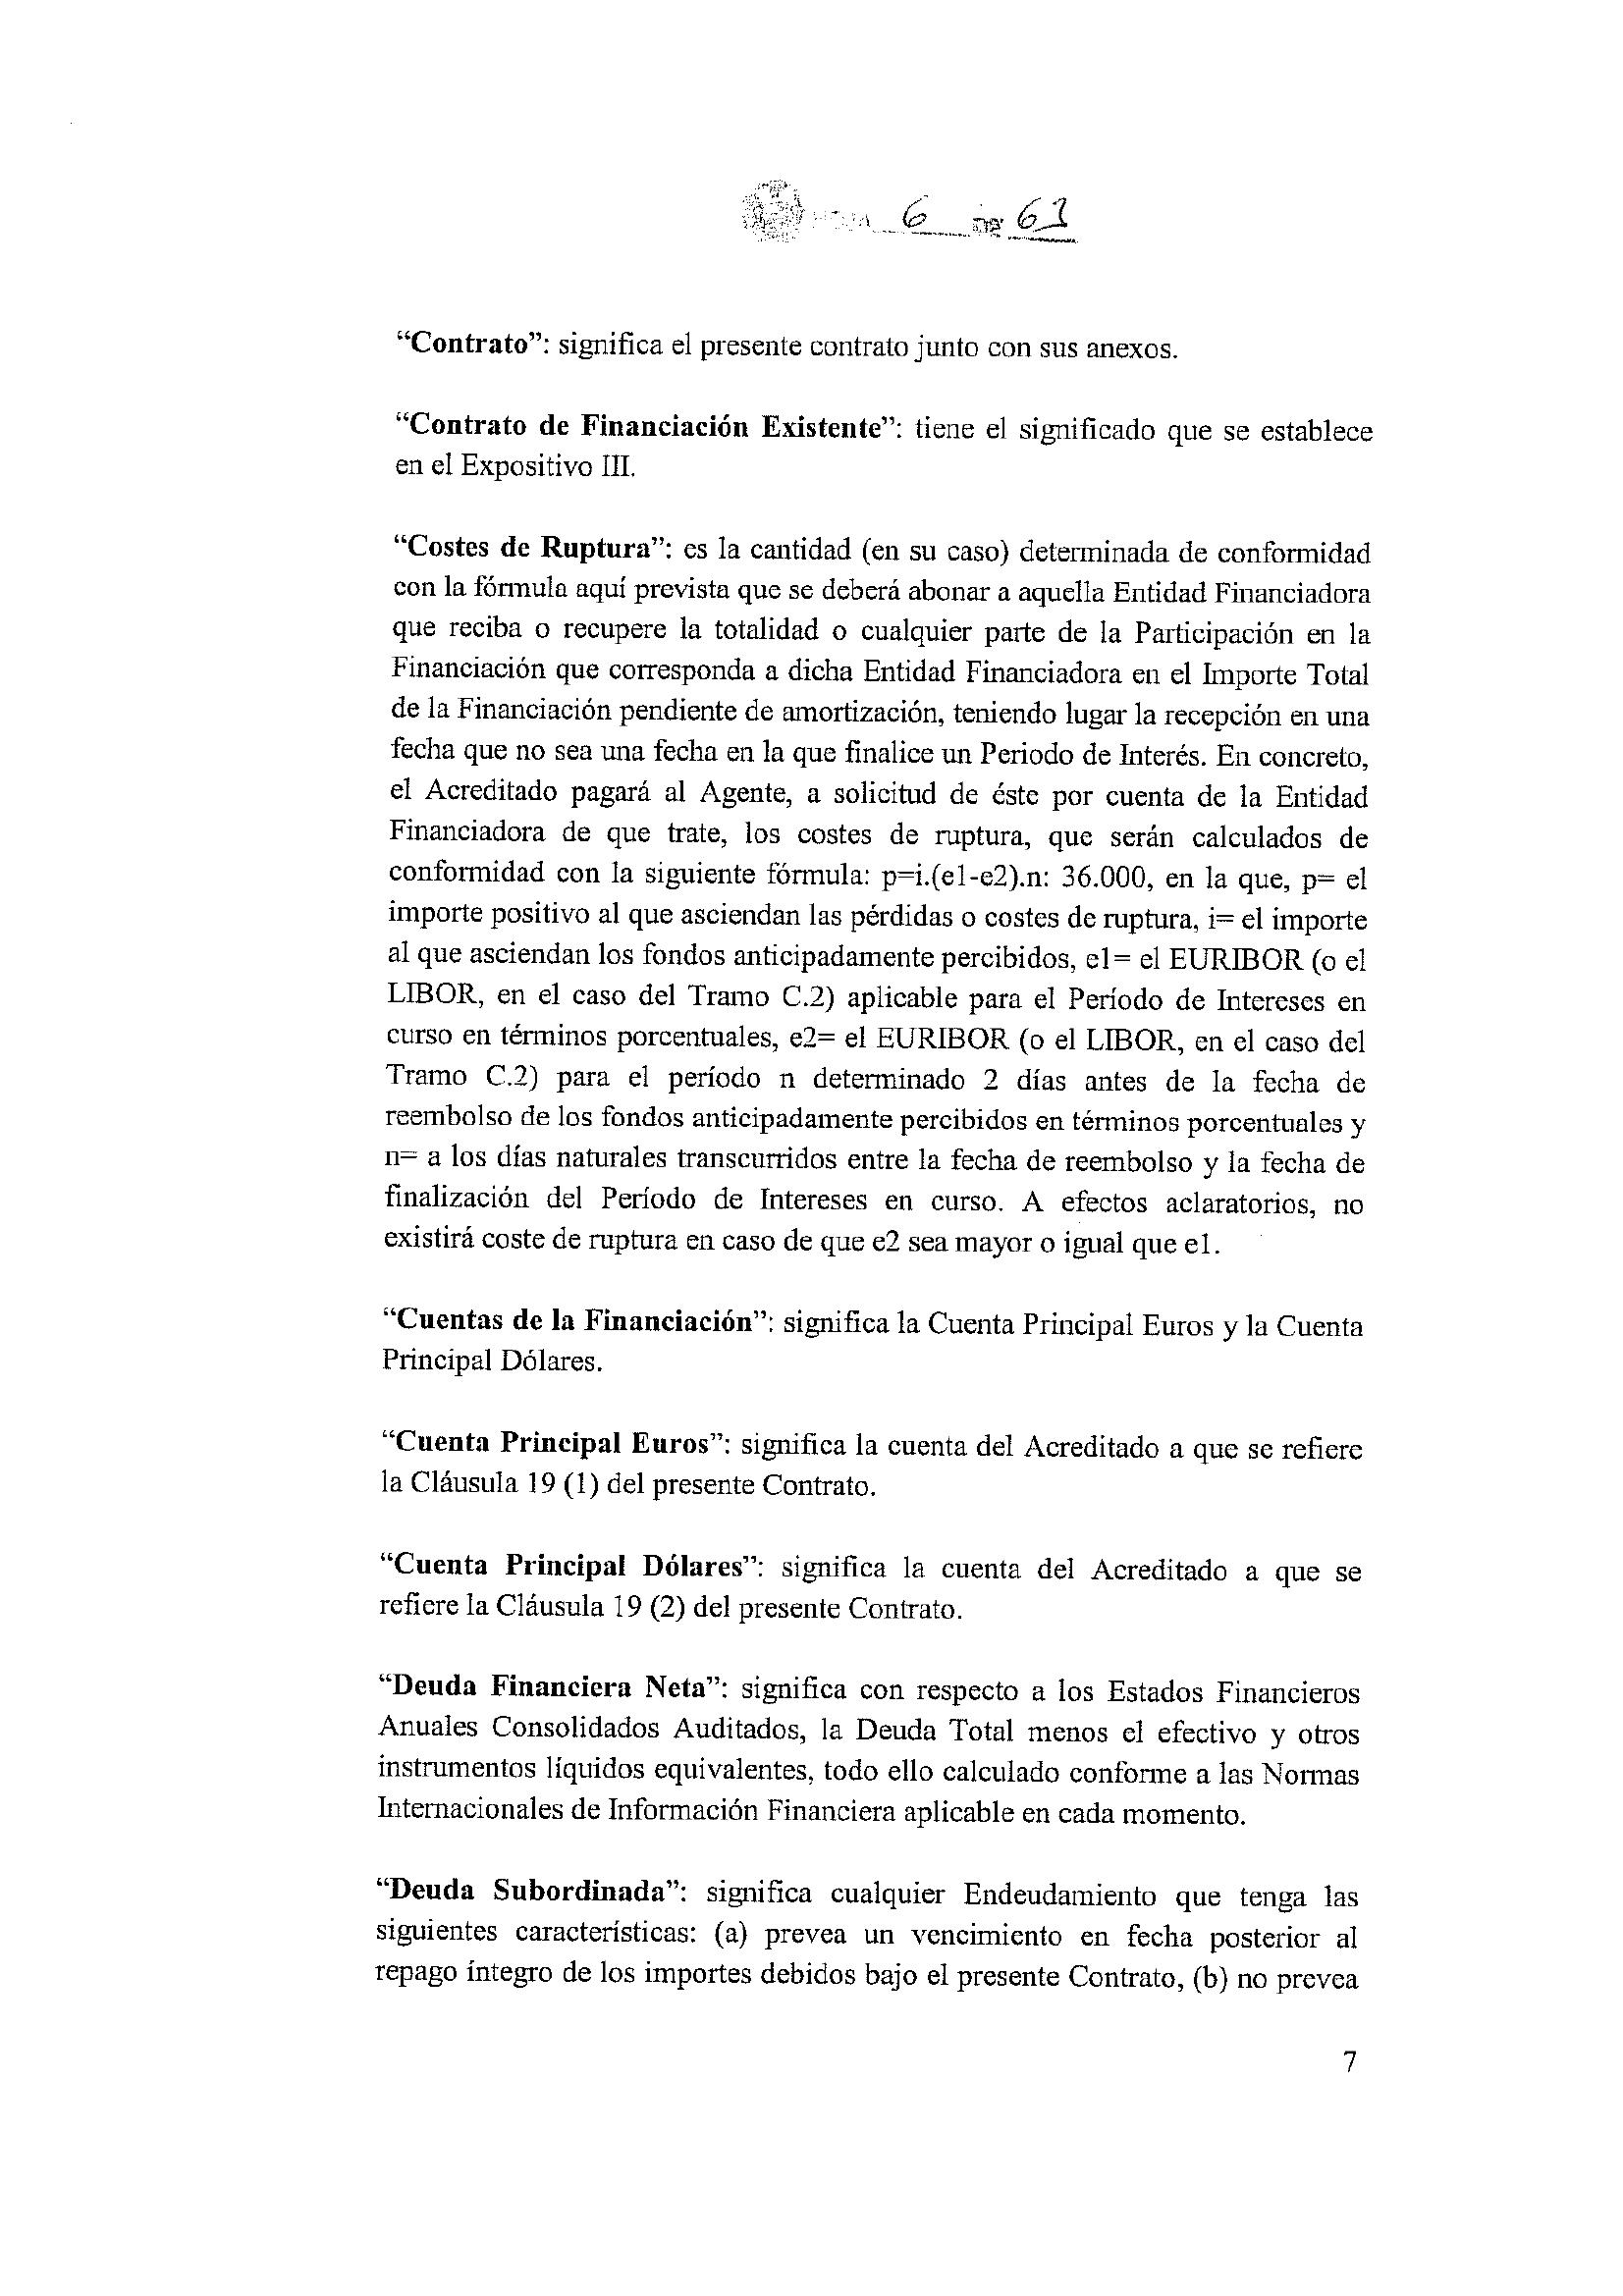 HOJA 6 DE 61
“Contrato”: significa el presente contrato junto con sus anexos.
“Contrato de Financiación Existente”: tiene el significado que se establece
en el Expositivo III.
“Costes de Ruptura”: es la cantidad (en su caso) determinada de conformidad
con la fórmula aquí prevista que se deberá abonar a aquella Entidad Financiadora
que reciba o recupere la totalidad o cualquier parte de la Participación en la
Financiación que corresponda a dicha Entidad Financiadora en el Importe Total
de la Financiación pendiente de amortización, teniendo lugar la recepción en una
fecha que no sea una fecha en la que finalice un Periodo de Interés. En concreto,
el Acreditado pagará al Agente, a solicitud de éste por cuenta de la Entidad
Financiadora de que trate, los costes de ruptura, que serán calculados de
conformidad con la siguiente fórmula: p=i.(e1-e2).n: 36.000, en la que, p= el
importe positivo al que asciendan las pérdidas o costes de ruptura, i= el importe
al que asciendan los fondos anticipadamente percibidos, e1= el EURIBOR (o el
LIBOR, en el caso del Tramo C.2) aplicable para el Período de Intereses en
curso en términos porcentuales, e2= el EURIBOR (o el LIBOR, en el caso del
Tramo C.2) para el período n determinado 2 días antes de la fecha de
reembolso de los fondos anticipadamente percibidos en términos porcentuales y
n= a los días naturales transcurridos entre la fecha de reembolso y la fecha de
finalización del Período de Intereses en curso. A efectos aclaratorios, no
existirá coste de ruptura en caso de que e2 sea mayor o igual que e1.
“Cuentas de la Financiación”: significa la Cuenta Principal Euros y la Cuenta
Principal Dólares.
“Cuenta Principal Euros”: significa la cuenta del Acreditado a que se refiere
la Cláusula 19 (1) del presente Contrato.
“Cuenta Principal Dólares”: significa la cuenta del Acreditado a que se
refiere la Cláusula 19 (2) del presente Contrato.
“Deuda Financiera Neta”: significa con respecto a los Estados Financieros
Anuales Consolidados Auditados, la Deuda Total menos el efectivo y otros
instrumentos líquidos equivalentes, todo ello calculado conforme a las Normas
Internacionales de Información Financiera aplicable en cada momento.
“Deuda Subordinada”: significa cualquier Endeudamiento que tenga las
siguientes características: (a) prevea un vencimiento en fecha posterior al
repago íntegro de los importes debidos bajo el presente Contrato, (b) no prevea
7